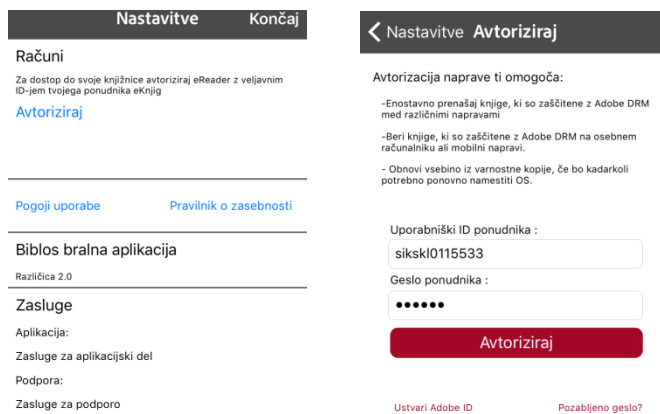 Nastavitve Končaj
Računi
Za dostop do svoje knjižnice avtoriziraj eReader z veljavnim
ID-jem tvojega ponudnika eKnjig
Avtoriziraj
Pogoji uporabe Pravilnik o zasebnosti
Biblos bralna aplikacija
Različica 2.0
Zasluge
Aplikacija:
Zasluge za aplikacijski del
Podpora:
Zasluge za podporo
Nastavitve Avtoriziraj
Avtorizacija naprave ti omogoča:
-Enostavno prenašaj knjige, ki so zaščitene z Adobe DRM
med različnimi napravami
-Beri knjige, ki so zaščitene z Adobe DRM na osebnem
računalniku ali mobilni napravi.
- Obnovi vsebino iz varnostne kopije, če bo kadarkoli
potrebno ponovno namestiti OS.
Uporabniški ID ponudnika :
sikskl0115533
Geslo ponudnika :
••••••
Avtoriziraj
Ustvari Adobe ID Pozabljeno geslo?